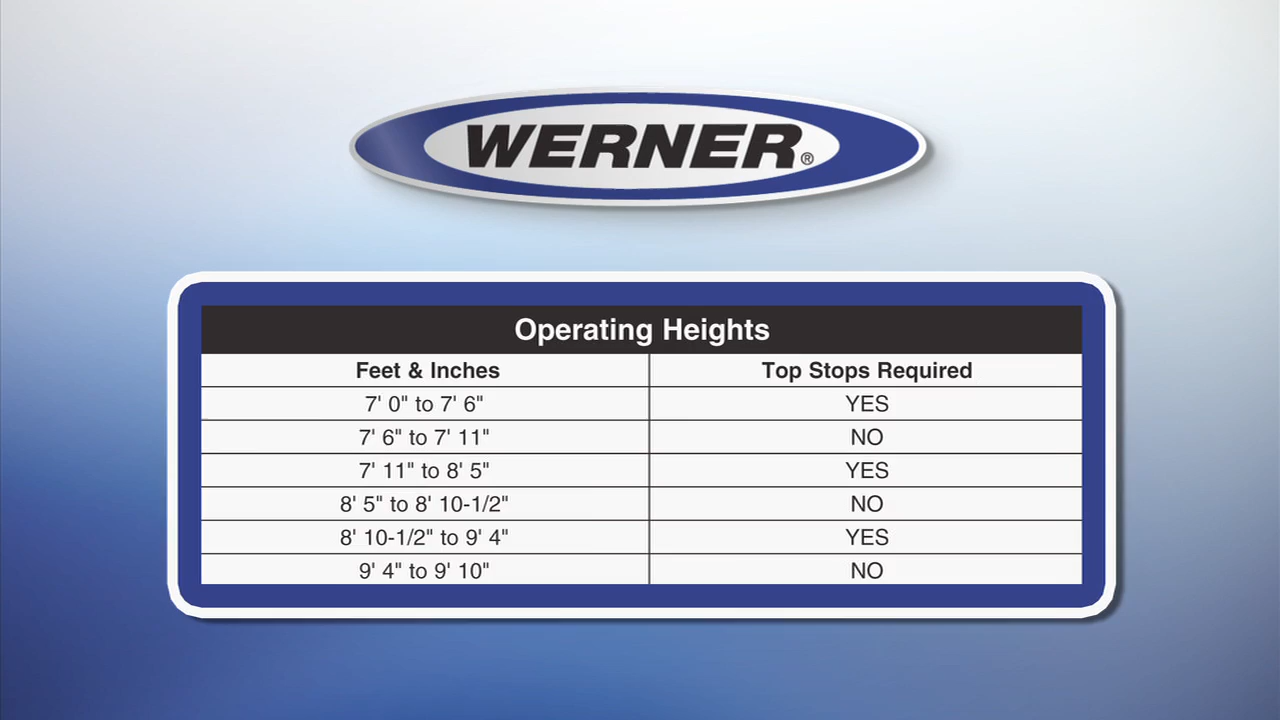 WERNER®
Operating Heights
Feet & Inches Top Stops Required
7' 0" to 7' 6" YES
7' 6" to 7' 11" NO
7' 11" to 8' 5" YES
8' 5" to 8' 10-1/2" NO
8' 10-1/2" to 9' 4" YES
9' 4" to 9' 10" NO